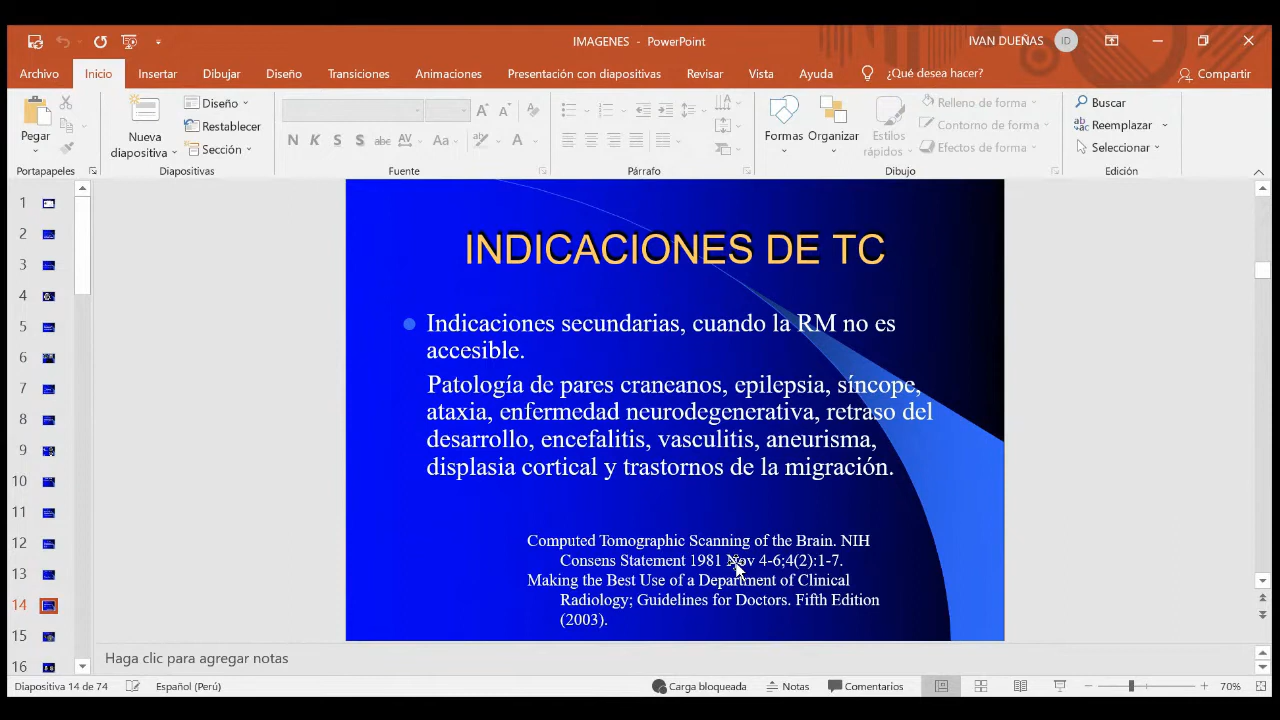 IMAGENES - PowerPoint
IVAN DUEÑAS
ID
Archivo
Inicio
Insertar
Dibujar
Diseño
Transiciones
Animaciones
Presentación con diapositivas
Revisar
Vista
Ayuda
¿Qué desea hacer?
Compartir
Pegar
Nueva
diapositiva
Diseño
Restablecer
Sección
N K S S abc AV Aa A
Formas
Organizar
Estilos
rápidos
Relleno de forma
Contorno de forma
Efectos de forma
Buscar
Reemplazar
Seleccionar
Portapapeles
Diapositivas
Fuente
Párrafo
Dibujo
Edición
1
2
3
4
5
6
7
8
9
10
11
12
13
14
15
16
INDICACIONES DE TC
Indicaciones secundarias, cuando la RM no es
accesible.
Patología de pares craneanos, epilepsia, síncope,
ataxia, enfermedad neurodegenerativa, retraso del
desarrollo, encefalitis, vasculitis, aneurisma,
displasia cortical y trastornos de la migración.
Computed Tomographic Scanning of the Brain. NIH
Consens Statement 1981 Nov 4-6;4(2):1-7.
Making the Best Use of a Department of Clinical
Radiology; Guidelines for Doctors. Fifth Edition
(2003).
Haga clic para agregar notas
Diapositiva 14 de 74
Español (Perú)
Carga bloqueada
Notas
Comentarios
70%